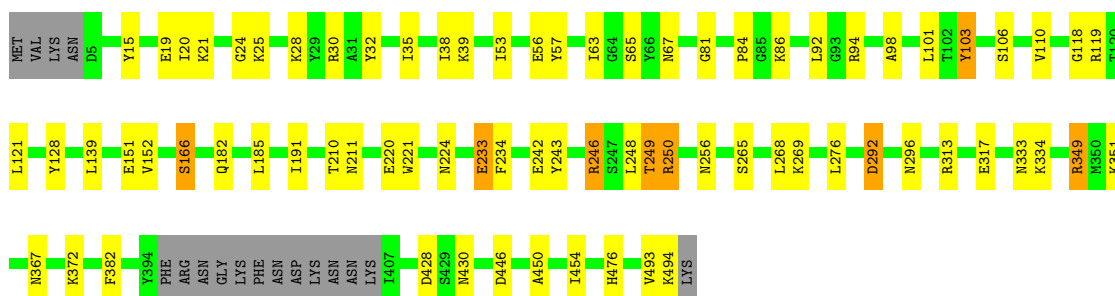 MET VAL LYS ASN D5 Y15 E19 I20 K21 G24 K25 K28 Y29 R30 A31 Y32 I35 I38 K39 I53 E56 Y57 I63 G64 S65 Y66 N67 G81 P84 G85 K86 L92 G93 R94 A98 L101 T102 Y103 S106 V110 G118 R119 T120
L121 Y128 L139 E151 V152 S166 Q182 L185 I191 T210 N211 E220 W221 N224 E233 F234 E242 Y243 R246 S247 L248 T249 R250 N256 S265 L268 K269 L276 D292 N296 R313 E317 N333 K334 R349 M350 K351
N367 K372 F382 Y394 PHE ARG ASN GLY LYS PHE ASN ASP LYS ASN ASN LYS I407 D428 S429 N430 D446 A450 I454 H476 V493 K494 LYS